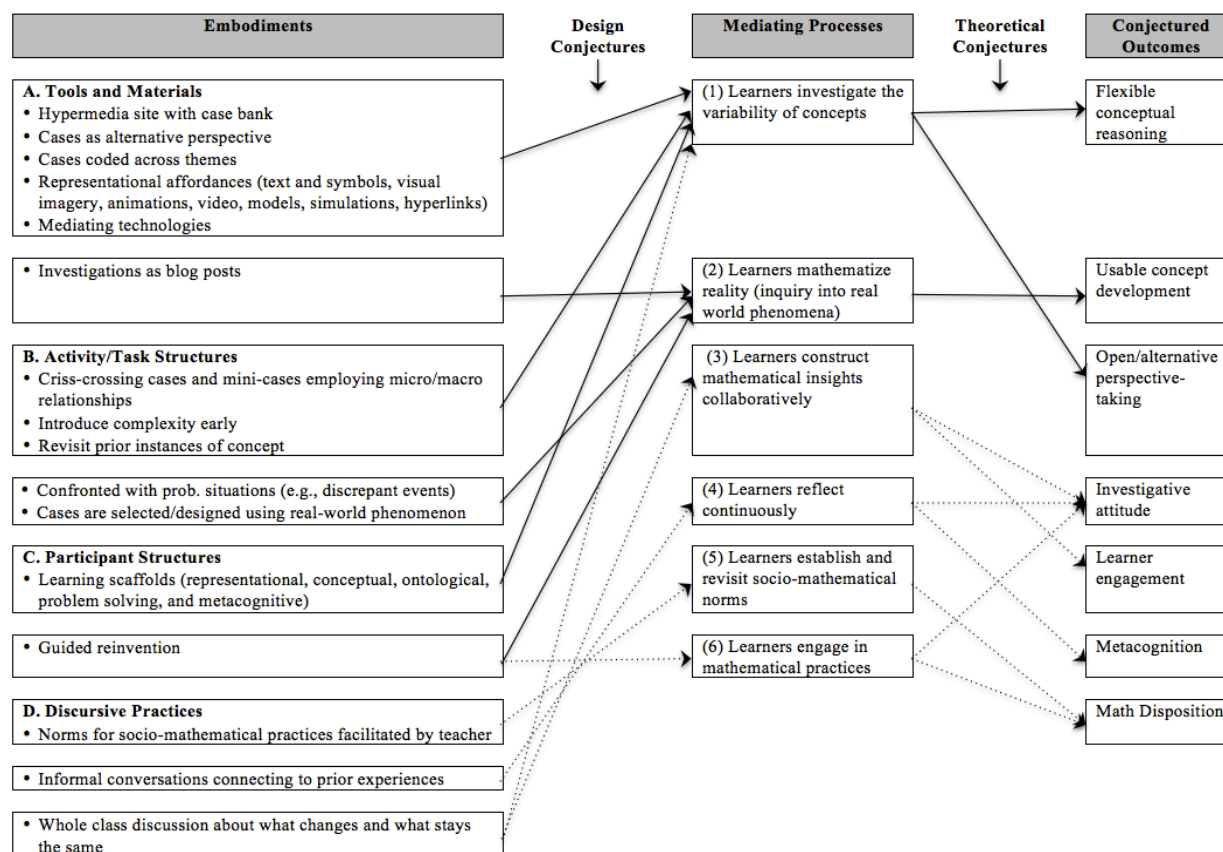 Embodiments
Design
Conjectures
Mediating Processes
Theoretical
Conjectures
Conjectured
Outcomes
A. Tools and Materials
• Hypermedia site with case bank
• Cases as alternative perspective
• Cases coded across themes
• Representational affordances (text and symbols, visual
imagery, animations, video, models, simulations, hyperlinks)
• Mediating technologies
• Investigations as blog posts
B. Activity/Task Structures
• Criss-crossing cases and mini-cases employing micro/macro
relationships
• Introduce complexity early
• Revisit prior instances of concept
• Confronted with prob. situations (e.g., discrepant events)
• Cases are selected/designed using real-world phenomenon
C. Participant Structures
• Learning scaffolds (representational, conceptual, ontological,
problem solving, and metacognitive)
• Guided reinvention
D. Discursive Practices
• Norms for socio-mathematical practices facilitated by teacher
• Informal conversations connecting to prior experiences
• Whole class discussion about what changes and what stays
the same
(1) Learners investigate the
variability of concepts
(2) Learners mathematize
reality (inquiry into real
world phenomena)
(3) Learners construct
mathematical insights
collaboratively
(4) Learners reflect
continuously
(5) Learners establish and
revisit socio-mathematical
norms
(6) Learners engage in
mathematical practices
Flexible
conceptual
reasoning
Usable concept
development
Open/alternative
perspective-
taking
Investigative
attitude
Learner
engagement
Metacognition
Math Disposition